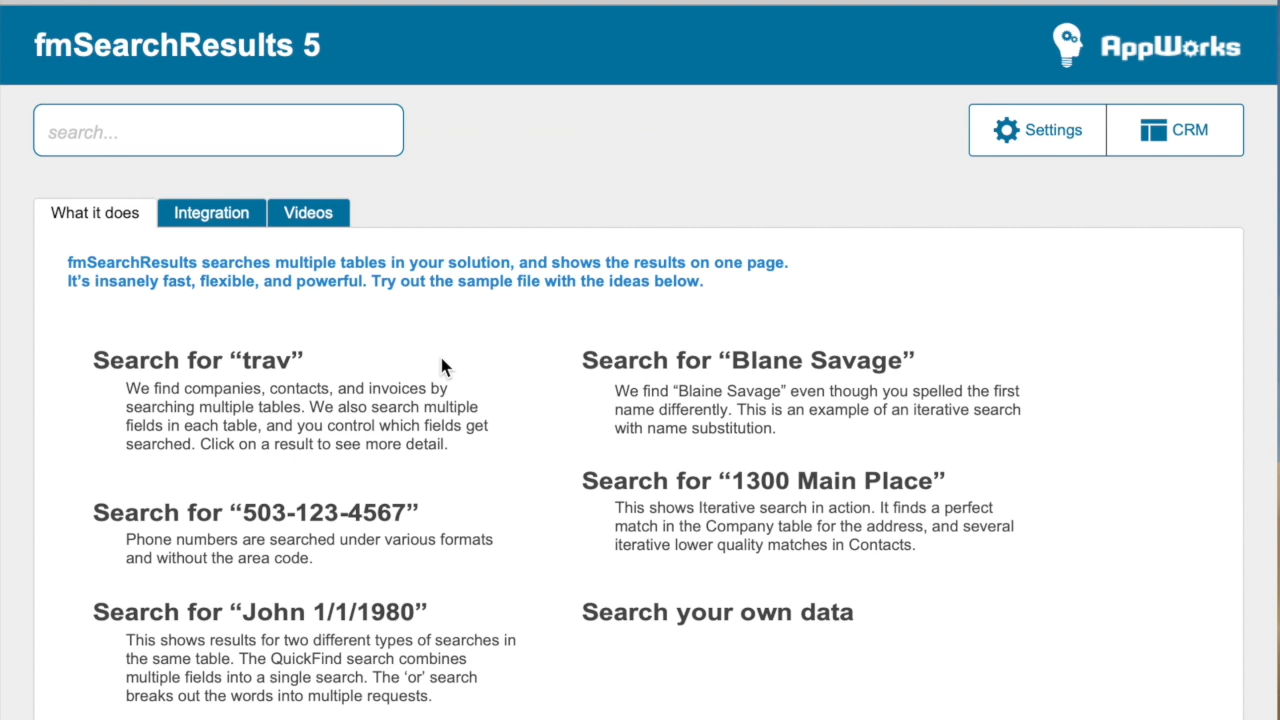 fmSearchResults 5
AppWorks
search...
Settings
CRM
What it does
Integration
Videos
fmSearchResults searches multiple tables in your solution, and shows the results on one page.
It's insanely fast, flexible, and powerful. Try out the sample file with the ideas below.
Search for “trav”
We find companies, contacts, and invoices by
searching multiple tables. We also search multiple
fields in each table, and you control which fields get
searched. Click on a result to see more detail.
Search for “503-123-4567”
Phone numbers are searched under various formats
and without the area code.
Search for “John 1/1/1980”
This shows results for two different types of searches in
the same table. The QuickFind search combines
multiple fields into a single search. The ‘or’ search
breaks out the words into multiple requests.
Search for “Blane Savage”
We find “Blaine Savage” even though you spelled the first
name differently. This is an example of an iterative search
with name substitution.
Search for “1300 Main Place”
This shows Iterative search in action. It finds a perfect
match in the Company table for the address, and several
iterative lower quality matches in Contacts.
Search your own data